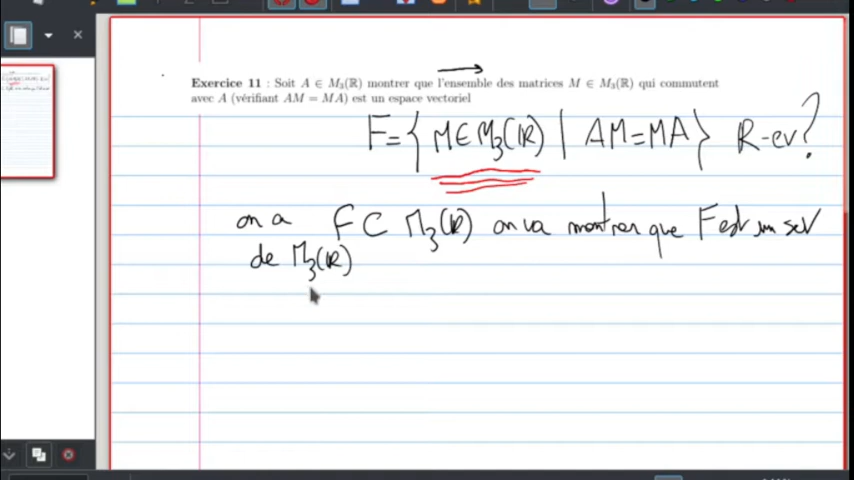 Exercice 11 : Soit A ∈ M₃(ℝ) montrer que l'ensemble des matrices M ∈ M₃(ℝ) qui commutent
avec A (vérifiant AM = MA) est un espace vectoriel
F = { M ∈ M₃(ℝ) | AM = MA } ℝ-ev ?
on a F ⊂ M₃(ℝ) on va montrer que F est un sev
de M₃(ℝ)